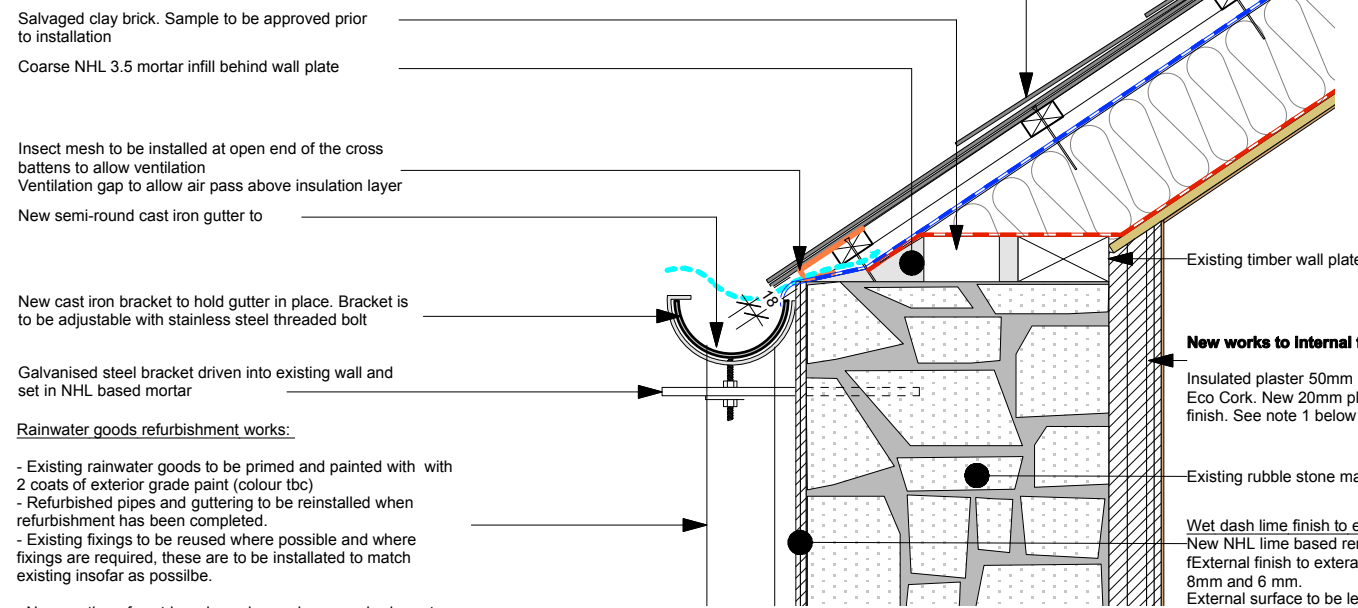 Salvaged clay brick. Sample to be approved prior
to installation
Coarse NHL 3.5 mortar infill behind wall plate
Insect mesh to be installed at open end of the cross
battens to allow ventilation
Ventilation gap to allow air pass above insulation layer
New semi-round cast iron gutter to
New cast iron bracket to hold gutter in place. Bracket is
to be adjustable with stainless steel threaded bolt
Galvanised steel bracket driven into existing wall and
set in NHL based mortar
Rainwater goods refurbishment works:
- Existing rainwater goods to be primed and painted with with
2 coats of exterior grade paint (colour tbc)
- Refurbished pipes and guttering to be reinstalled when
refurbishment has been completed.
- Existing fixings to be reused where possible and where
fixings are required, these are to be installated to match
existing insofar as possilbe.
18
Existing timber wall plate
New works to internal
Insulated plaster 50mm
Eco Cork. New 20mm
finish. See note 1 below
Existing rubble stone
Wet dash lime finish to
New NHL lime based
fExternal finish to
8mm and 6 mm.
External surface to be